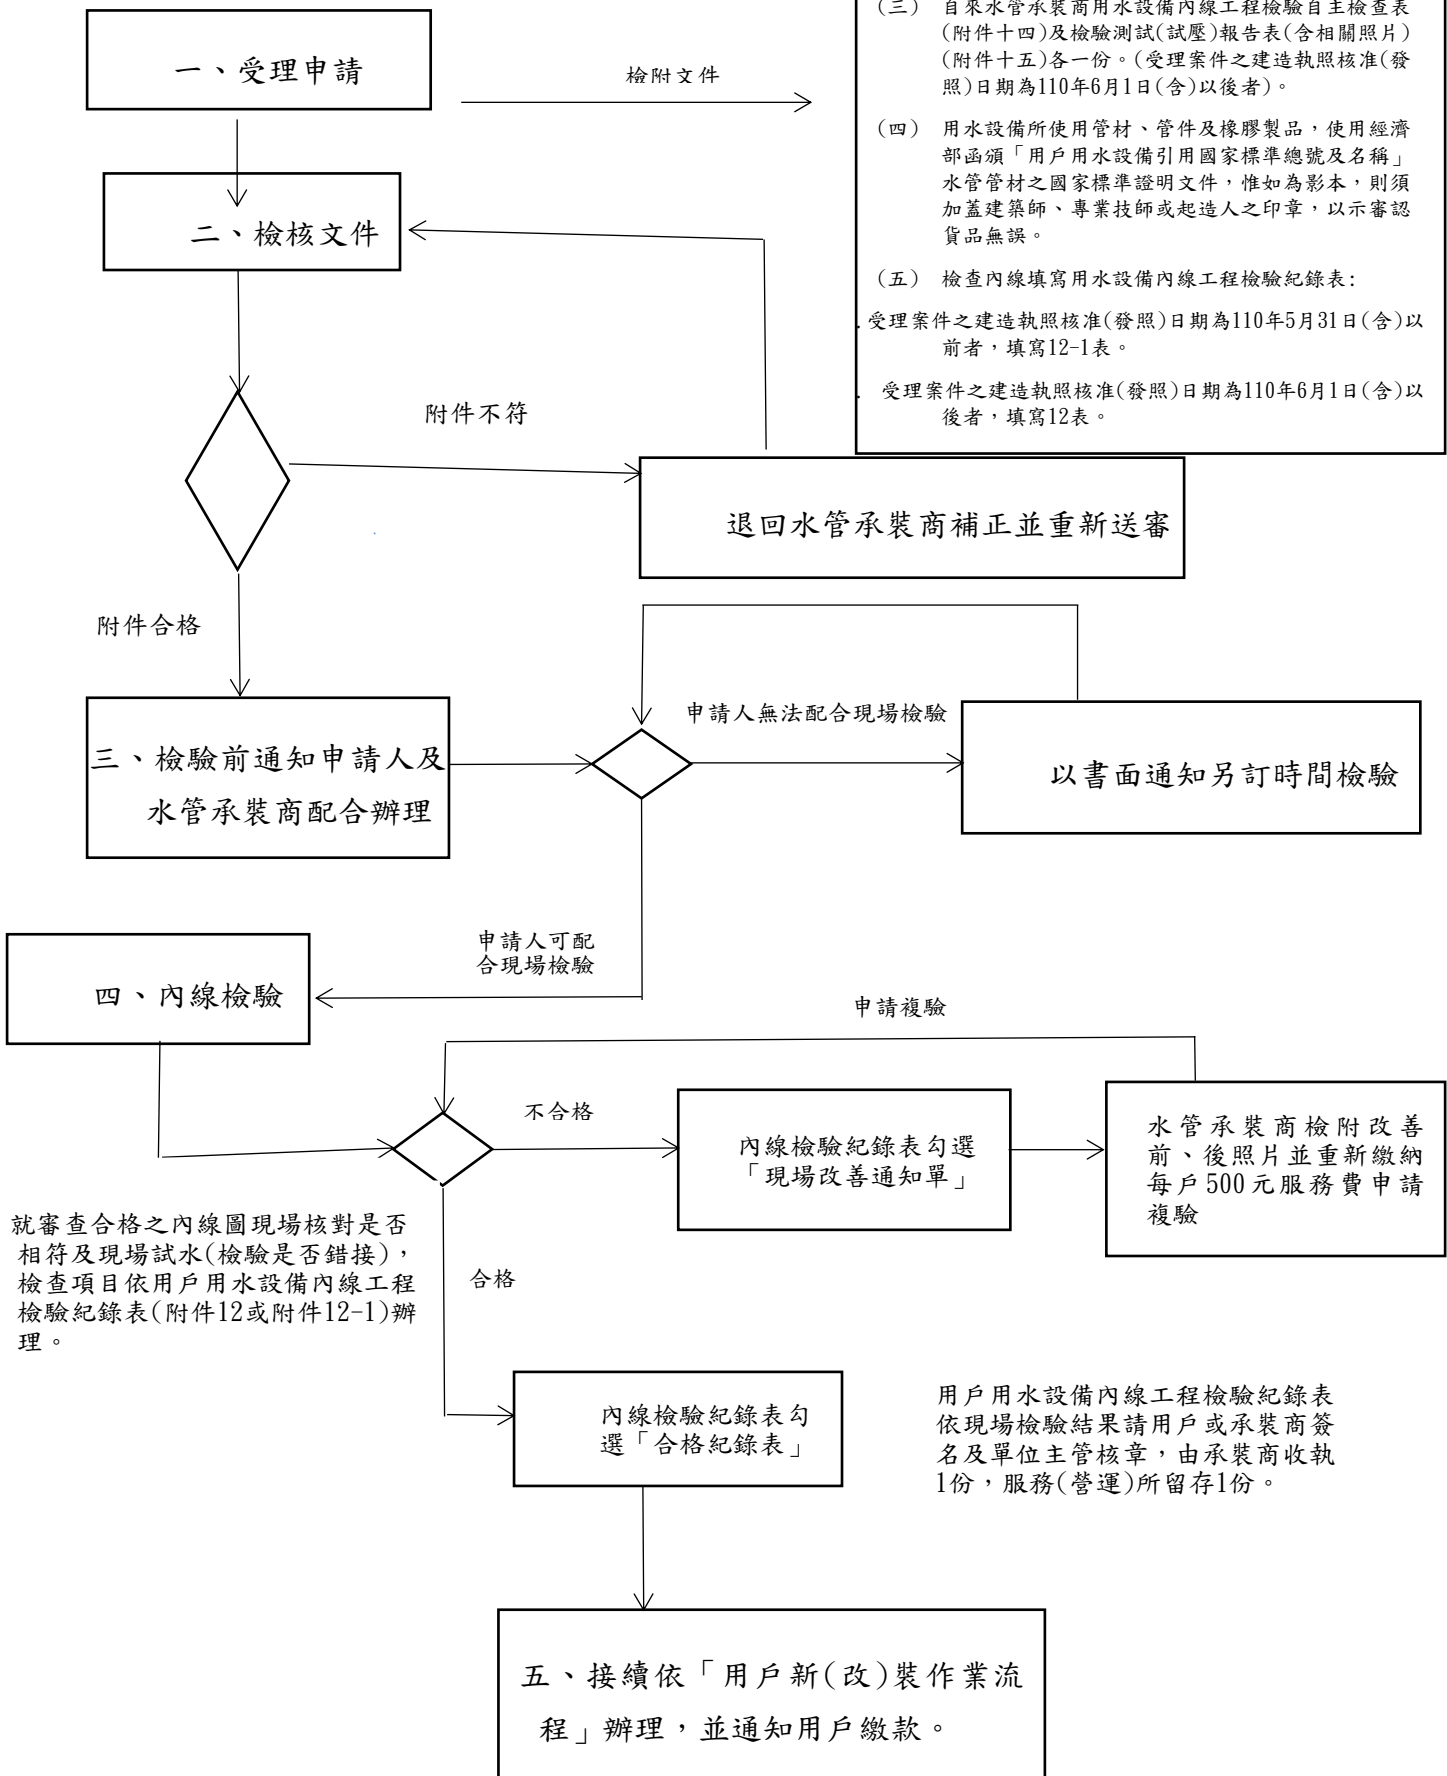 一、受理申請
檢附文件
(三) 自來水管承裝商用水設備內線工程檢驗自主檢查表
(附件十四)及檢驗測試(試壓)報告表(含相關照片)
(附件十五)各一份。(受理案件之建造執照核准(發
照)日期為110年6月1日(含)以後者)。
(四) 用水設備所使用管材、管件及橡膠製品，使用經濟
部函頒「用戶用水設備引用國家標準總號及名稱」
水管管材之國家標準證明文件，惟如為影本，則須
加蓋建築師、專業技師或起造人之印章，以示審認
貨品無誤。
(五) 檢查內線填寫用水設備內線工程檢驗紀錄表:
.受理案件之建造執照核准(發照)日期為110年5月31日(含)以
前者，填寫12-1表。
. 受理案件之建造執照核准(發照)日期為110年6月1日(含)以
後者，填寫12表。
二、檢核文件
附件不符
退回水管承裝商補正並重新送審
附件合格
三、檢驗前通知申請人及
水管承裝商配合辦理
申請人無法配合現場檢驗
以書面通知另訂時間檢驗
申請人可配
合現場檢驗
四、內線檢驗
申請複驗
不合格
內線檢驗紀錄表勾選
「現場改善通知單」
水管承裝商檢附改善
前、後照片並重新繳納
每戶500元服務費申請
複驗
就審查合格之內線圖現場核對是否
相符及現場試水(檢驗是否錯接)，
檢查項目依用戶用水設備內線工程
檢驗紀錄表(附件12或附件12-1)辦
理。
合格
內線檢驗紀錄表勾
選「合格紀錄表」
用戶用水設備內線工程檢驗紀錄表
依現場檢驗結果請用戶或承裝商簽
名及單位主管核章，由承裝商收執
1份，服務(營運)所留存1份。
五、接續依「用戶新(改)裝作業流
程」辦理，並通知用戶繳款。